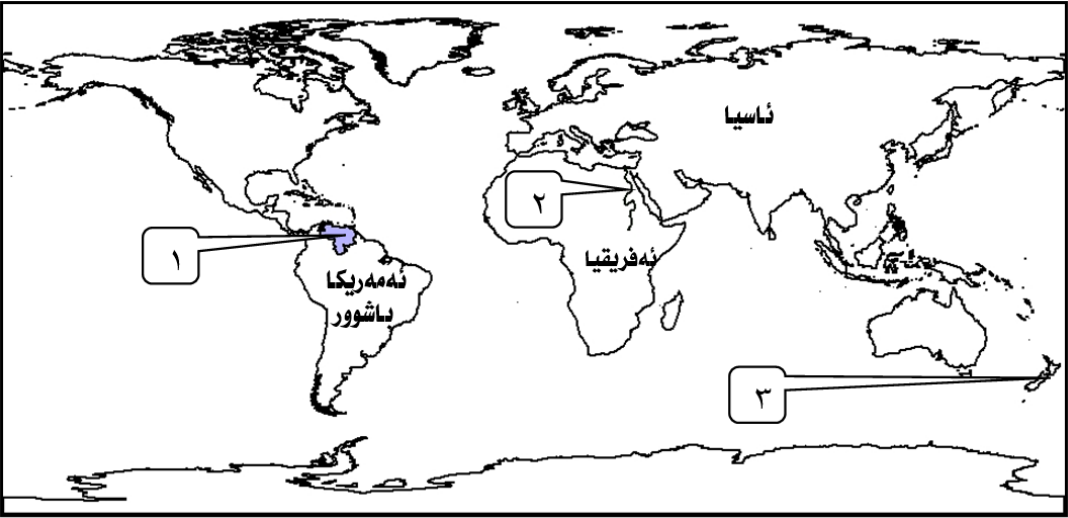 ئاسیا
٢
ئەفریقیا
١
ئەمەریکا
باشوور
٣